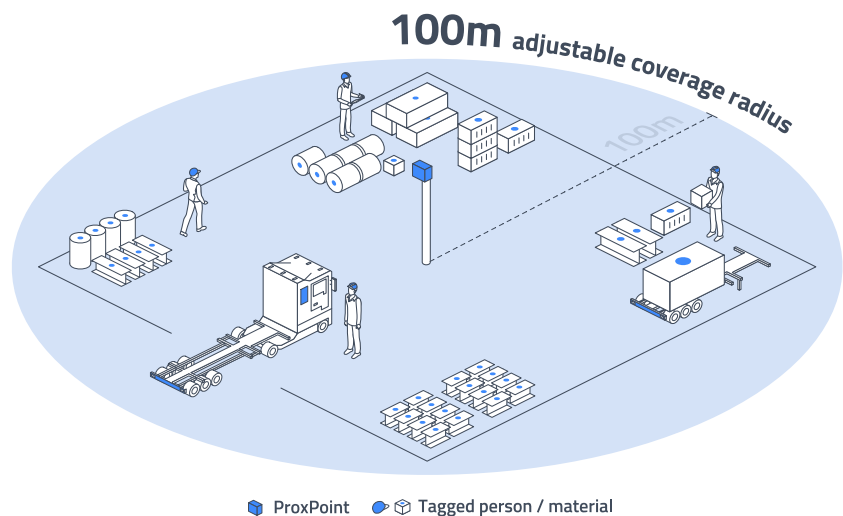 100m adjustable coverage radius
100m
ProxPoint
Tagged person / material